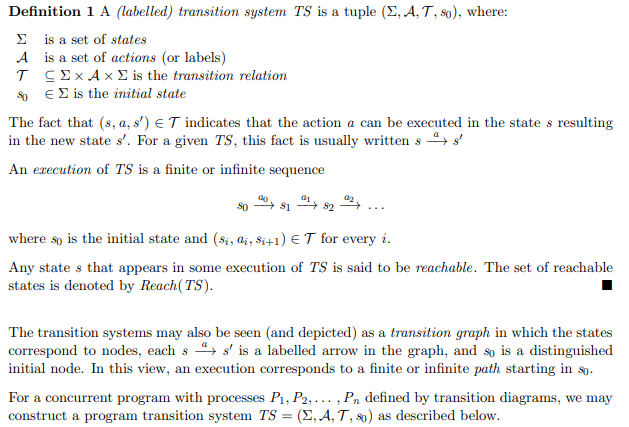 Definition 1 A (labelled) transition system TS is a tuple (Σ, A, T, s₀), where:
Σ is a set of states
A is a set of actions (or labels)
T ⊆ Σ × A × Σ is the transition relation
s₀ ∈ Σ is the initial state
The fact that (s, a, s′) ∈ T indicates that the action a can be executed in the state s resulting
in the new state s′. For a given TS, this fact is usually written s —a→ s′
An execution of TS is a finite or infinite sequence
s₀ —a₀→ s₁ —a₁→ s₂ —a₂→ ...
where s₀ is the initial state and (sᵢ, aᵢ, sᵢ₊₁) ∈ T for every i.
Any state s that appears in some execution of TS is said to be reachable. The set of reachable
states is denoted by Reach(TS). ■
The transition systems may also be seen (and depicted) as a transition graph in which the states
correspond to nodes, each s —a→ s′ is a labelled arrow in the graph, and s₀ is a distinguished
initial node. In this view, an execution corresponds to a finite or infinite path starting in s₀.
For a concurrent program with processes P₁, P₂, ... , Pₙ defined by transition diagrams, we may
construct a program transition system TS = (Σ, A, T, s₀) as described below.